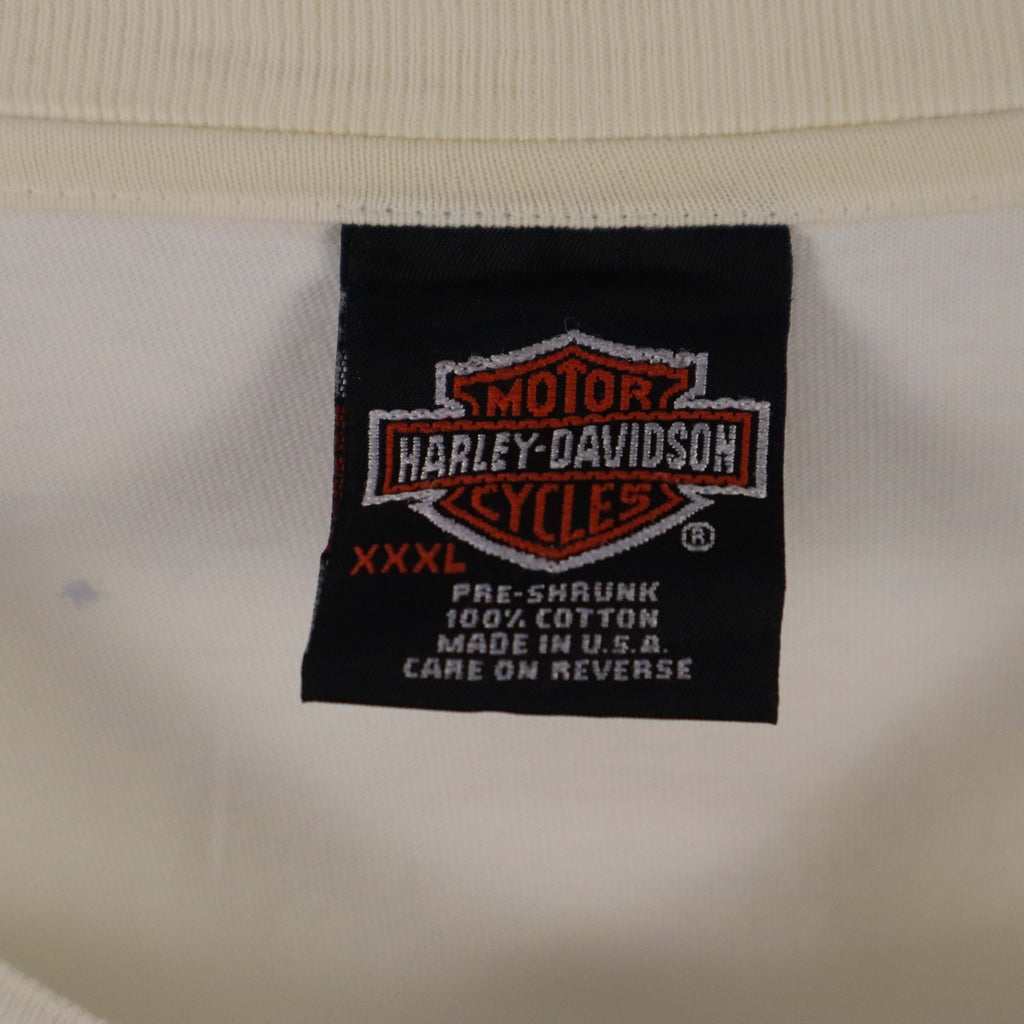 MOTOR
HARLEY-DAVIDSON
CYCLES
®
XXXL
PRE-SHRUNK
100% COTTON
MADE IN U.S.A.
CARE ON REVERSE